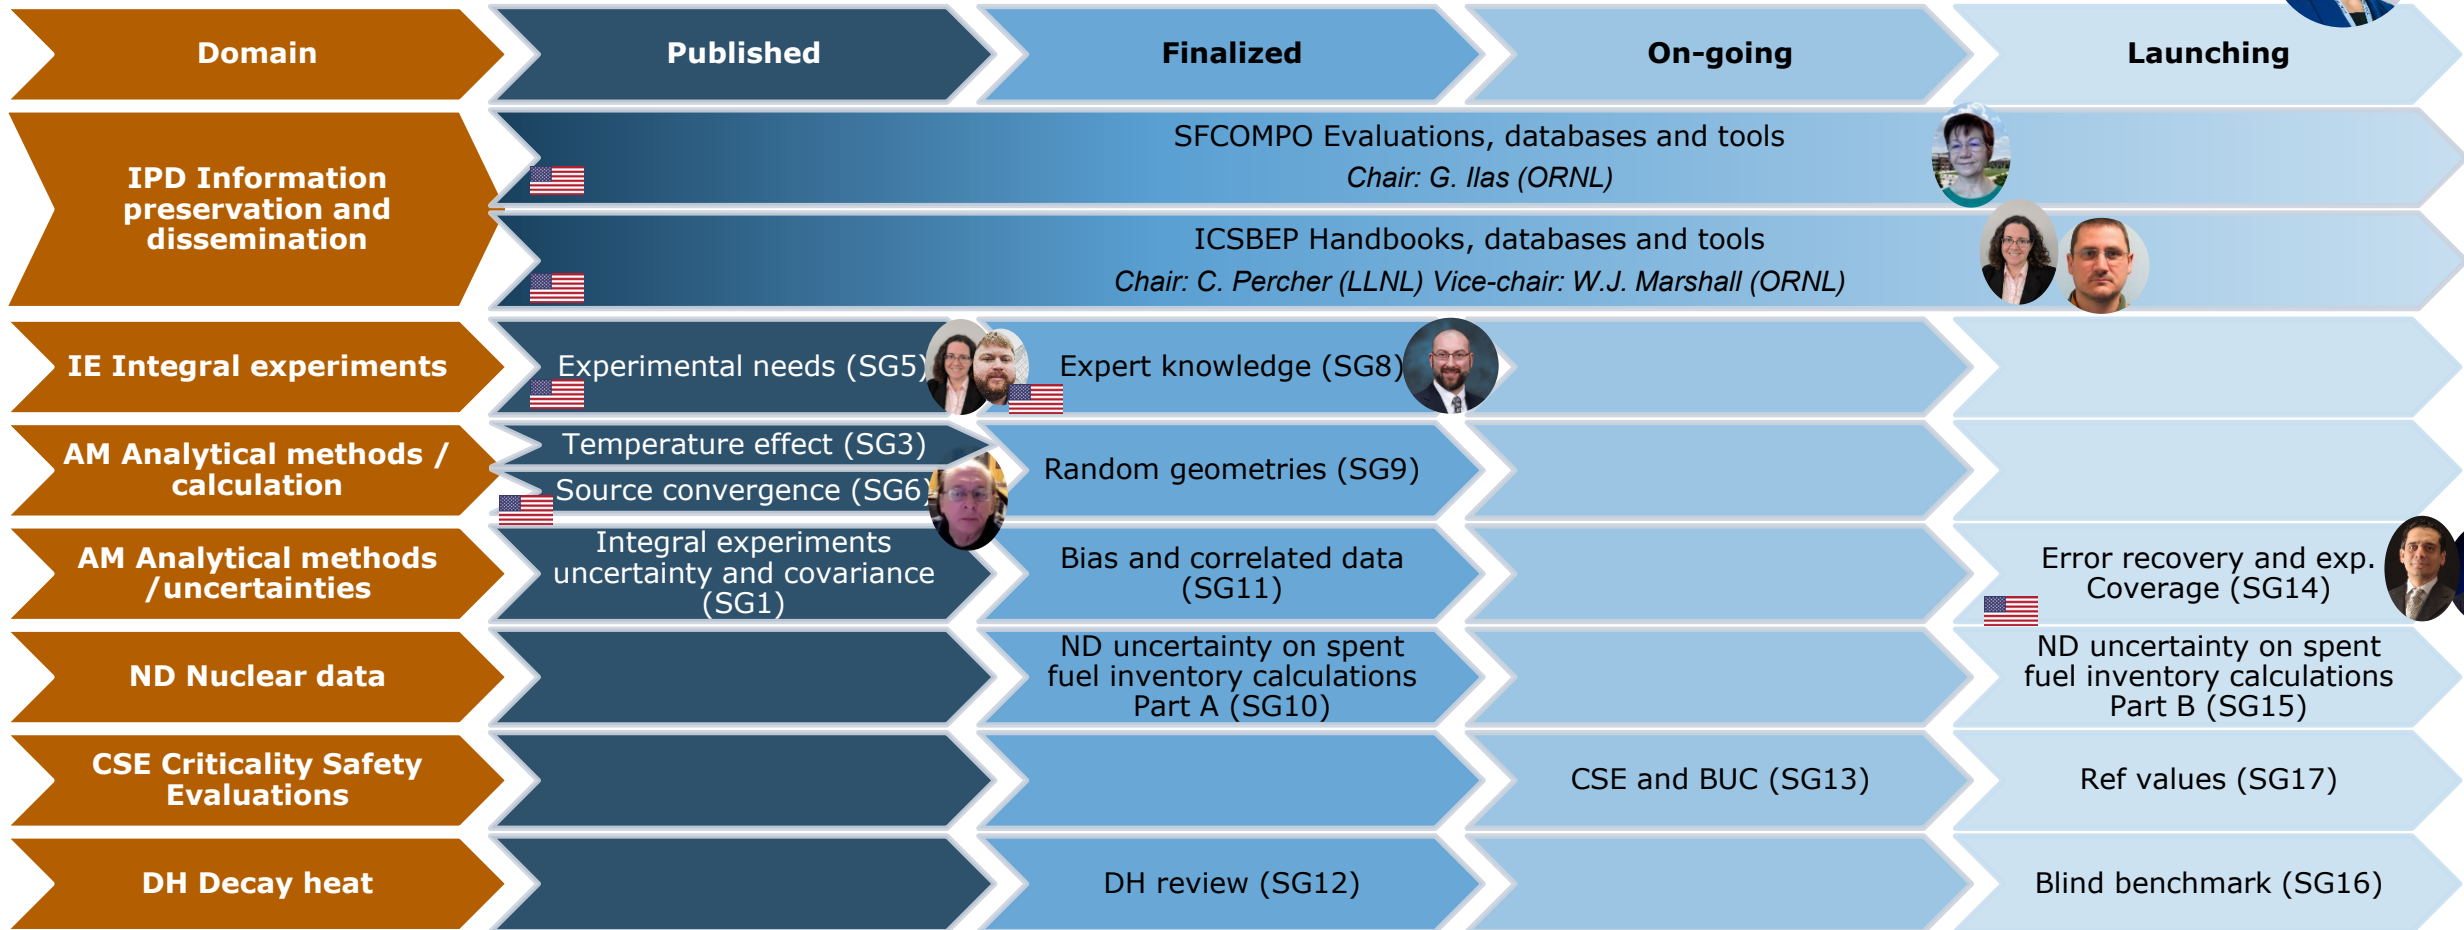 Domain
Published
Finalized
On-going
Launching
IPD Information
preservation and
dissemination
SFCOMPO Evaluations, databases and tools
Chair: G. Ilas (ORNL)
ICSBEP Handbooks, databases and tools
Chair: C. Percher (LLNL) Vice-chair: W.J. Marshall (ORNL)
IE Integral experiments
Experimental needs (SG5)
Expert knowledge (SG8)
AM Analytical methods /
calculation
Temperature effect (SG3)
Source convergence (SG6)
Random geometries (SG9)
AM Analytical methods
/uncertainties
Integral experiments
uncertainty and covariance
(SG1)
Bias and correlated data
(SG11)
Error recovery and exp.
Coverage (SG14)
ND Nuclear data
ND uncertainty on spent
fuel inventory calculations
Part A (SG10)
ND uncertainty on spent
fuel inventory calculations
Part B (SG15)
CSE Criticality Safety
Evaluations
CSE and BUC (SG13)
Ref values (SG17)
DH Decay heat
DH review (SG12)
Blind benchmark (SG16)